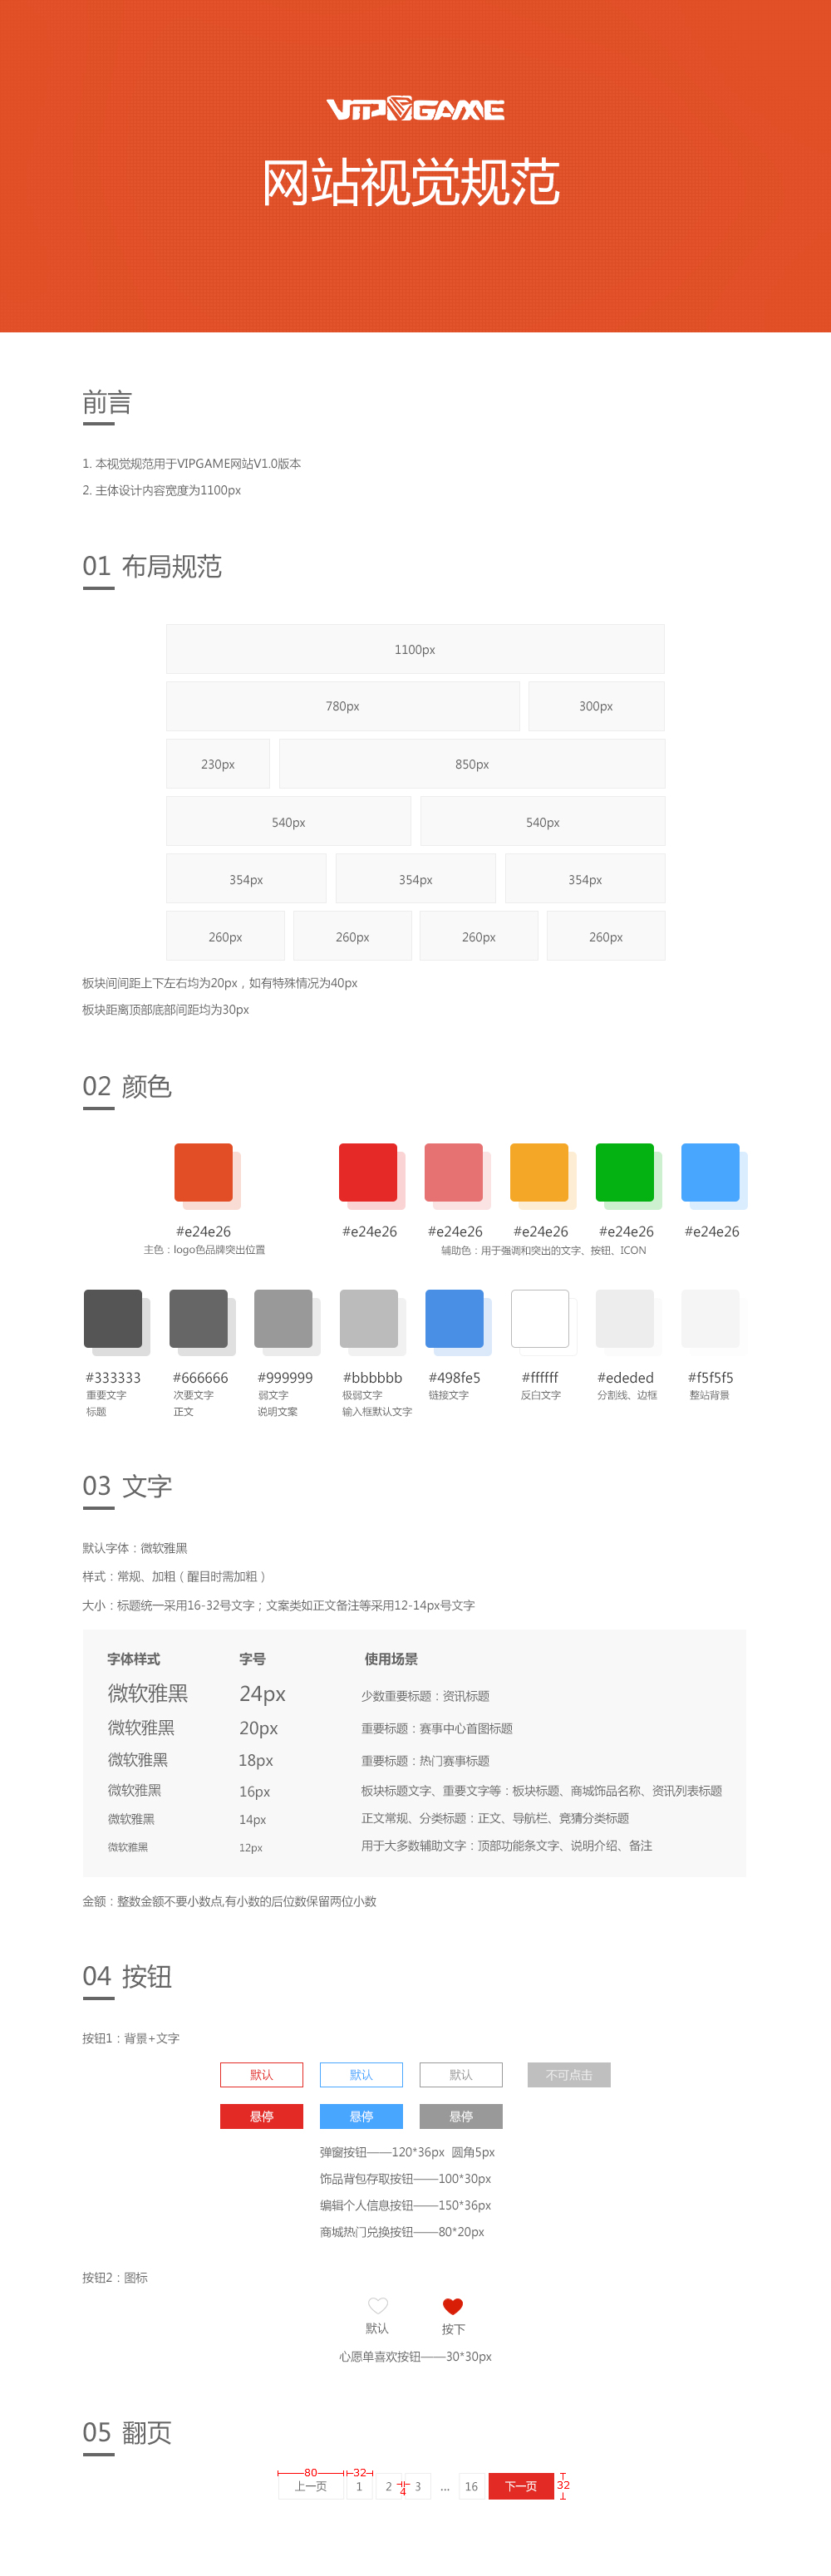 VIPGAME
网站视觉规范
前言
1. 本视觉规范用于VIPGAME网站V1.0版本
2. 主体设计内容宽度为1100px
01 布局规范
1100px
780px 300px
230px 850px
540px 540px
354px 354px 354px
260px 260px 260px 260px
板块间间距上下左右均为20px，如有特殊情况为40px
板块距离顶部底部间距均为30px
02 颜色
#e24e26 #e24e26 #e24e26 #e24e26 #e24e26 #e24e26
主色：logo色品牌突出位置 辅助色：用于强调和突出的文字、按钮、ICON
#333333 #666666 #999999 #bbbbbb #498fe5 #ffffff #ededed #f5f5f5
重要文字 次要文字 弱文字 极弱文字 链接文字 反白文字 分割线、边框 整站背景
标题 正文 说明文案 输入框默认文字
03 文字
默认字体：微软雅黑
样式：常规、加粗（醒目时需加粗）
大小：标题统一采用16-32号文字；文案类如正文备注等采用12-14px号文字
字体样式 字号 使用场景
微软雅黑 24px 少数重要标题：资讯标题
微软雅黑 20px 重要标题：赛事中心首图标题
微软雅黑 18px 重要标题：热门赛事标题
微软雅黑 16px 板块标题文字、重要文字等：板块标题、商城饰品名称、资讯列表标题
微软雅黑 14px 正文常规、分类标题：正文、导航栏、竞猜分类标题
微软雅黑 12px 用于大多数辅助文字：顶部功能条文字、说明介绍、备注
金额：整数金额不要小数点,有小数的后位数保留两位小数
04 按钮
按钮1：背景+文字
默认 默认 默认 不可点击
悬停 悬停 悬停
弹窗按钮——120*36px 圆角5px
饰品背包存取按钮——100*30px
编辑个人信息按钮——150*36px
商城热门兑换按钮——80*20px
按钮2：图标
默认 按下
心愿单喜欢按钮——30*30px
05 翻页
80 32
上一页 1 2 4 3 ... 16 下一页 32